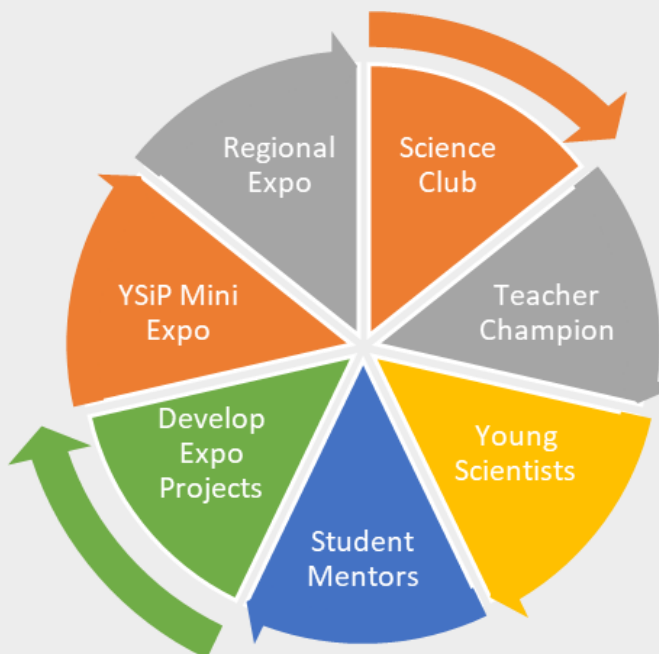 Science
Club
Teacher
Champion
Young
Scientists
Student
Mentors
Develop
Expo
Projects
YSiP Mini
Expo
Regional
Expo